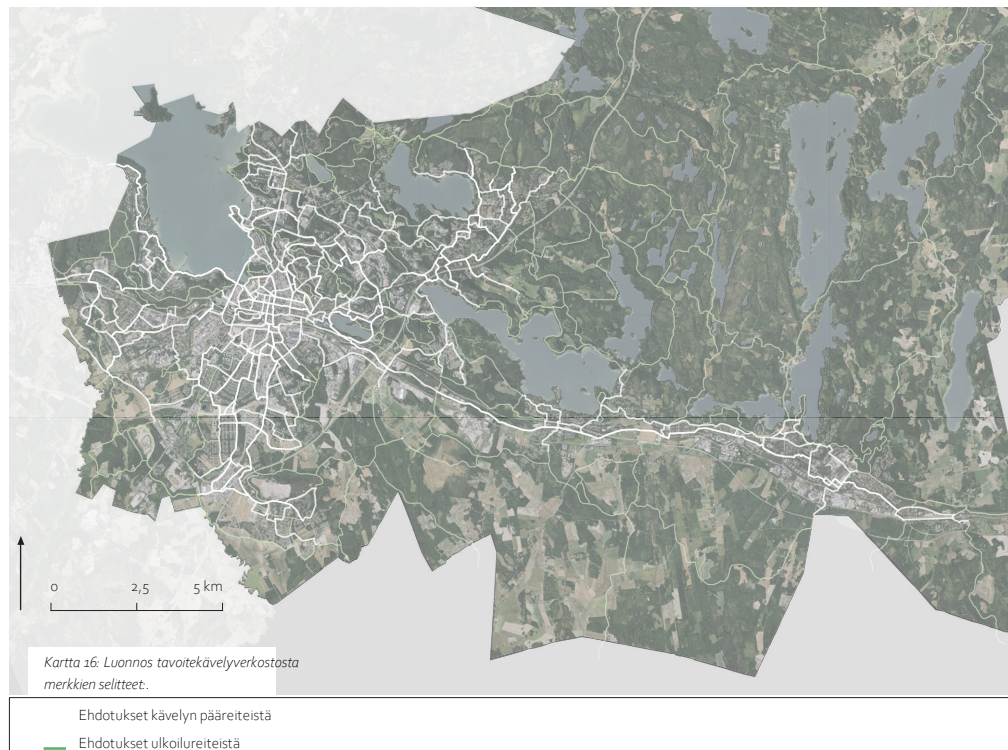 0 2,5 5 km
Kartta 16: Luonnos tavoitekävelyverkostosta
merkkien selitteet:.
Ehdotukset kävelyn pääreiteistä
Ehdotukset ulkoilureiteistä